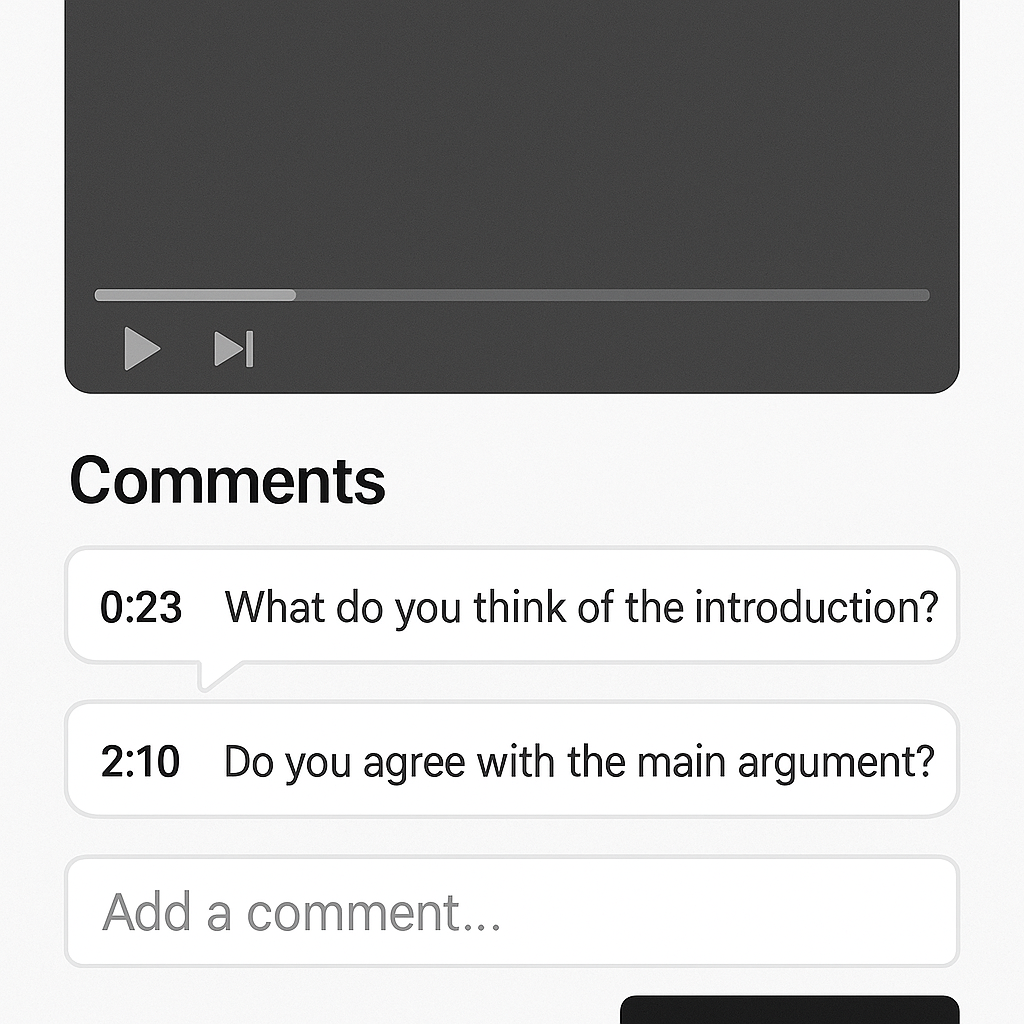 Comments
0:23 What do you think of the introduction?
2:10 Do you agree with the main argument?
Add a comment...